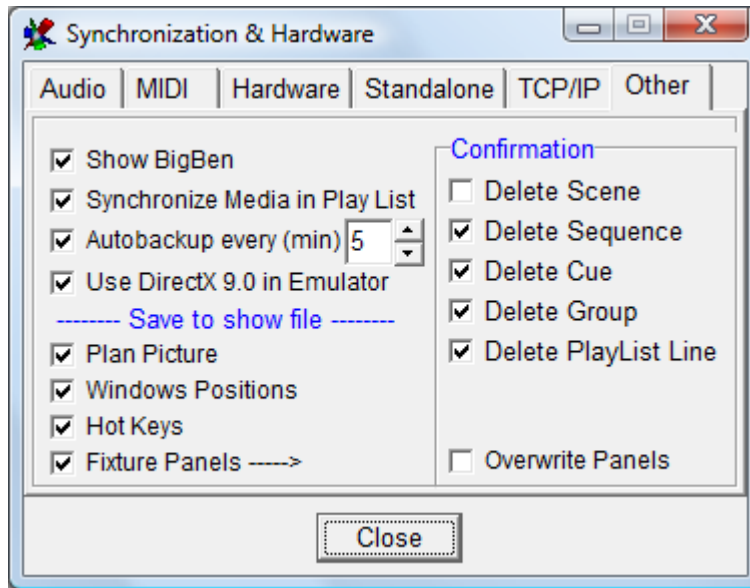 Synchronization & Hardware
Audio MIDI Hardware Standalone TCP/IP Other
Show BigBen
Synchronize Media in Play List
Autobackup every (min) 5
Use DirectX 9.0 in Emulator
-------- Save to show file --------
Plan Picture
Windows Positions
Hot Keys
Fixture Panels ----->
Confirmation
Delete Scene
Delete Sequence
Delete Cue
Delete Group
Delete PlayList Line
Overwrite Panels
Close